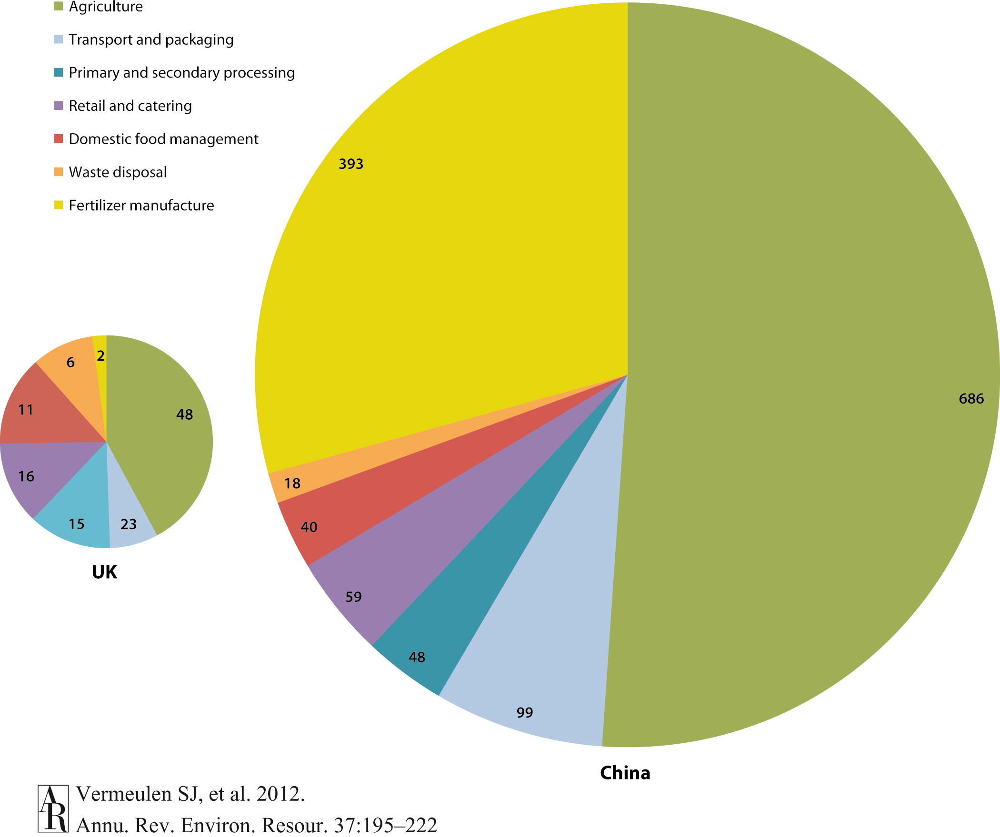 Agriculture
Transport and packaging
Primary and secondary processing
Retail and catering
Domestic food management
Waste disposal
Fertilizer manufacture
393
686
18
40
59
48
99
China
2
6
11
48
16
15
23
UK
AR
Vermeulen SJ, et al. 2012.
Annu. Rev. Environ. Resour. 37:195–222